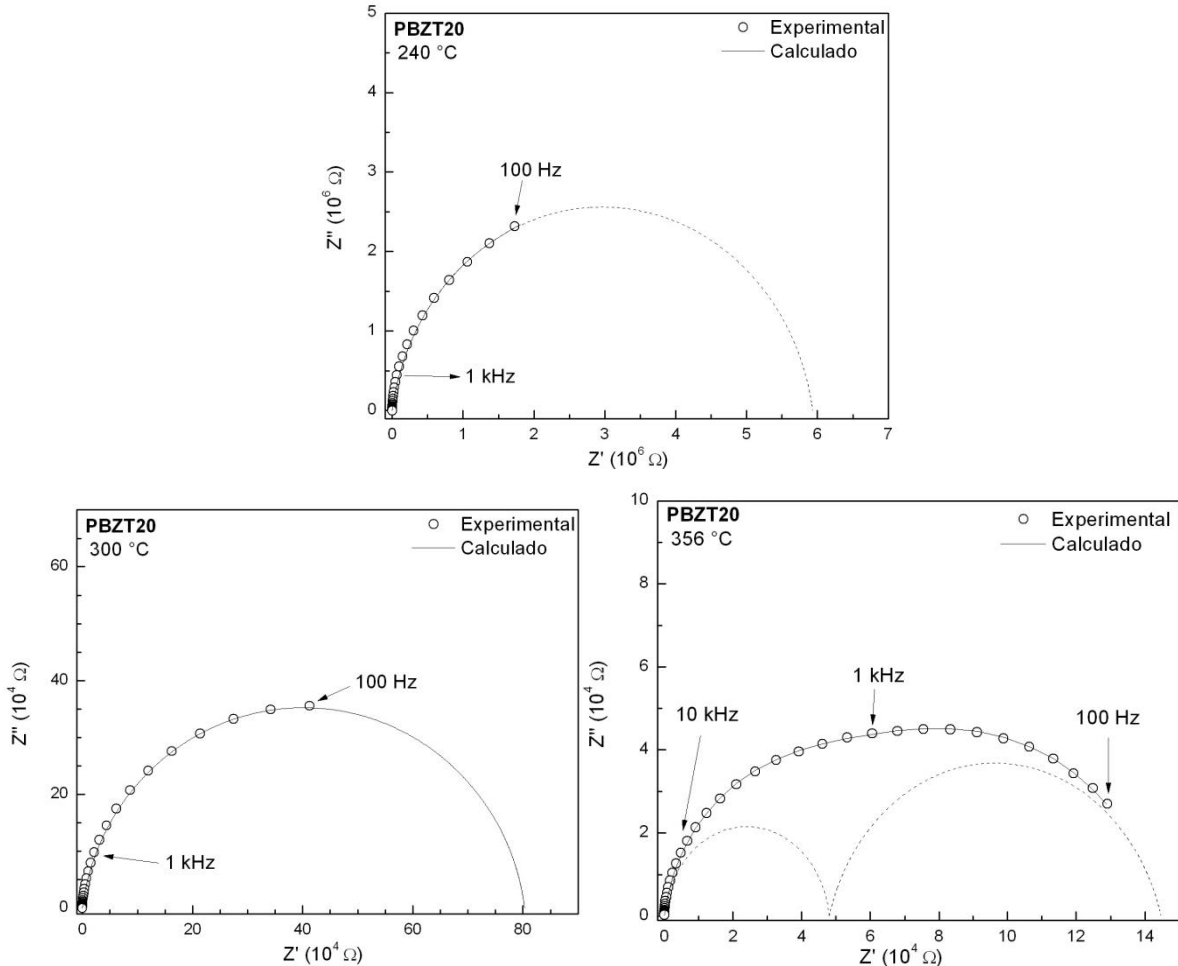 PBZT20
240 °C
Experimental
Calculado
100 Hz
1 kHz
Z'' (10⁶ Ω)
5
4
3
2
1
0
0 1 2 3 4 5 6 7
Z' (10⁶ Ω)
PBZT20
300 °C
Experimental
Calculado
100 Hz
1 kHz
Z'' (10⁴ Ω)
60
40
20
0
0 20 40 60 80
Z' (10⁴ Ω)
PBZT20
356 °C
Experimental
Calculado
10 kHz
1 kHz
100 Hz
Z'' (10⁴ Ω)
10
8
6
4
2
0
0 2 4 6 8 10 12 14
Z' (10⁴ Ω)